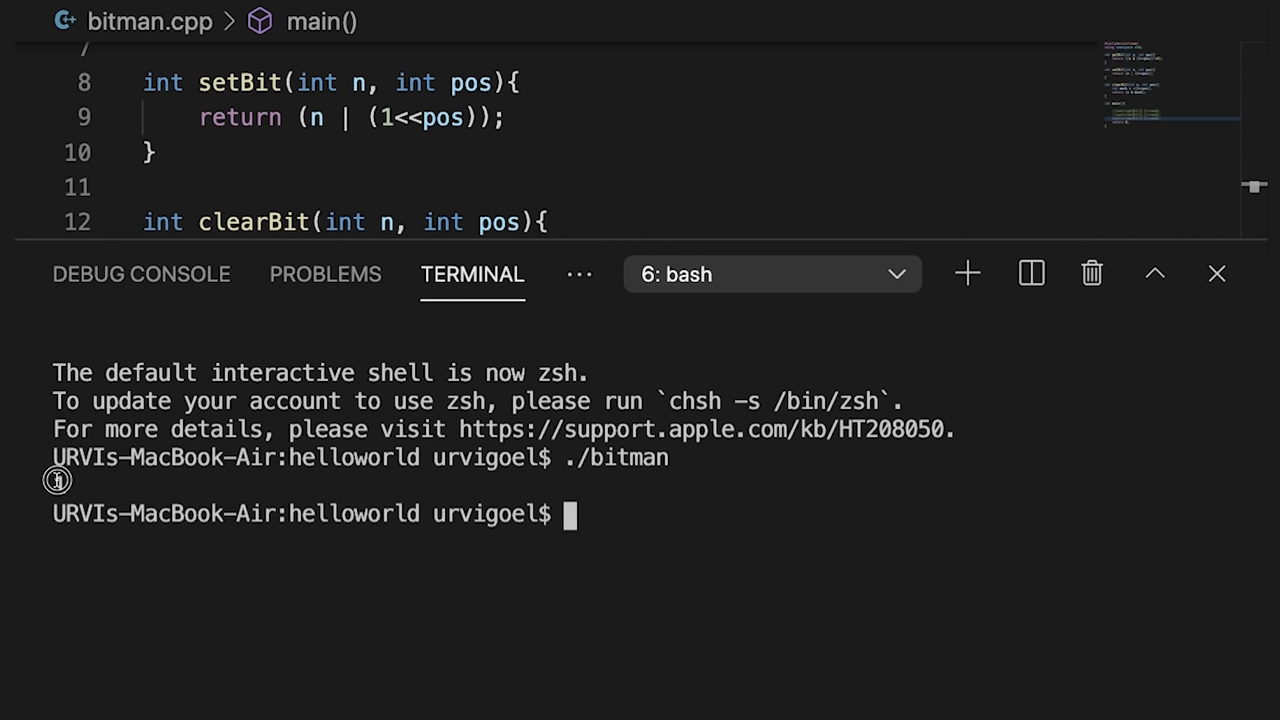 bitman.cpp > main()
7
8 int setBit(int n, int pos){
9 return (n | (1<<pos));
10 }
11
12 int clearBit(int n, int pos){
DEBUG CONSOLE PROBLEMS TERMINAL ... 6: bash
The default interactive shell is now zsh.
To update your account to use zsh, please run `chsh -s /bin/zsh`.
For more details, please visit https://support.apple.com/kb/HT208050.
URVIs-MacBook-Air:helloworld urvigoel$ ./bitman
URVIs-MacBook-Air:helloworld urvigoel$